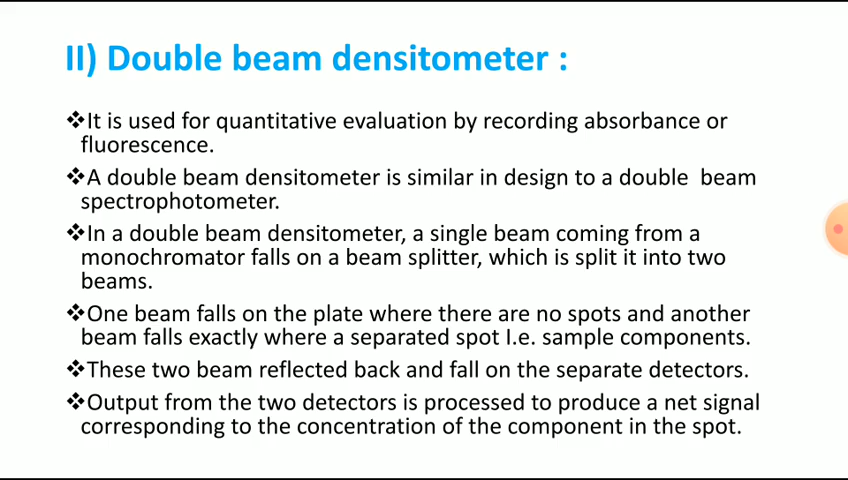 II) Double beam densitometer :
❖It is used for quantitative evaluation by recording absorbance or
fluorescence.
❖A double beam densitometer is similar in design to a double  beam
spectrophotometer.
❖In a double beam densitometer, a single beam coming from a
monochromator falls on a beam splitter, which is split it into two
beams.
❖One beam falls on the plate where there are no spots and another
beam falls exactly where a separated spot I.e. sample components.
❖These two beam reflected back and fall on the separate detectors.
❖Output from the two detectors is processed to produce a net signal
corresponding to the concentration of the component in the spot.